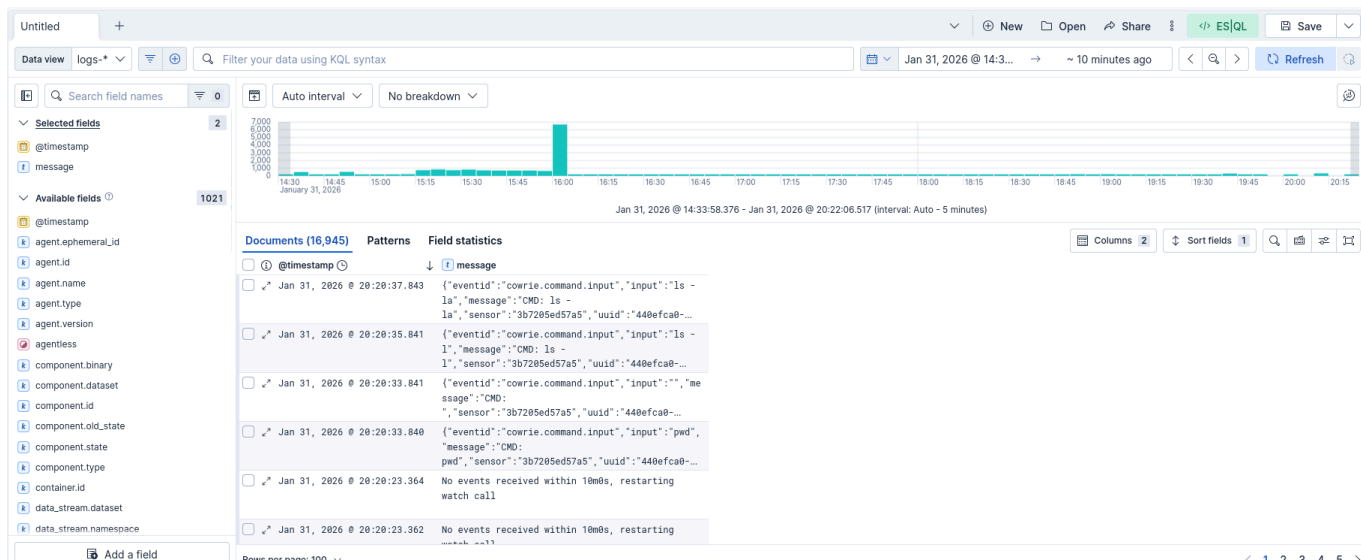 Untitled
New Open Share ES|QL Save
Data view logs-* Filter your data using KQL syntax Jan 31, 2026 @ 14:3... → ~ 10 minutes ago Refresh
Search field names 0 Auto interval No breakdown
Selected fields 2
@timestamp
message
Available fields 1021
@timestamp
agent.ephemeral_id
agent.id
agent.name
agent.type
agent.version
agentless
component.binary
component.dataset
component.id
component.old_state
component.state
component.type
container.id
data_stream.dataset
data_stream.namespace
Add a field
7,000
6,000
5,000
4,000
3,000
2,000
1,000
0
14:30 14:45 15:00 15:15 15:30 15:45 16:00 16:15 16:30 16:45 17:00 17:15 17:30 17:45 18:00 18:15 18:30 18:45 19:00 19:15 19:30 19:45 20:00 20:15
January 31, 2026
Jan 31, 2026 @ 14:33:58.376 - Jan 31, 2026 @ 20:22:06.517 (interval: Auto - 5 minutes)
Documents (16,945) Patterns Field statistics Columns 2 Sort fields 1
@timestamp message
Jan 31, 2026 @ 20:20:37.843 {"eventid":"cowrie.command.input","input":"ls -
la","message":"CMD: ls -
la","sensor":"3b7205ed57a5","uuid":"440efca0-...
Jan 31, 2026 @ 20:20:35.841 {"eventid":"cowrie.command.input","input":"ls -
l","message":"CMD: ls -
l","sensor":"3b7205ed57a5","uuid":"440efca0-...
Jan 31, 2026 @ 20:20:33.841 {"eventid":"cowrie.command.input","input":"","me
ssage":"CMD:
","sensor":"3b7205ed57a5","uuid":"440efca0-...
Jan 31, 2026 @ 20:20:33.840 {"eventid":"cowrie.command.input","input":"pwd",
"message":"CMD:
pwd","sensor":"3b7205ed57a5","uuid":"440efca0-...
Jan 31, 2026 @ 20:20:23.364 No events received within 10m0s, restarting
watch call
Jan 31, 2026 @ 20:20:23.362 No events received within 10m0s, restarting
watch call
Rows per page: 100 1 2 3 4 5